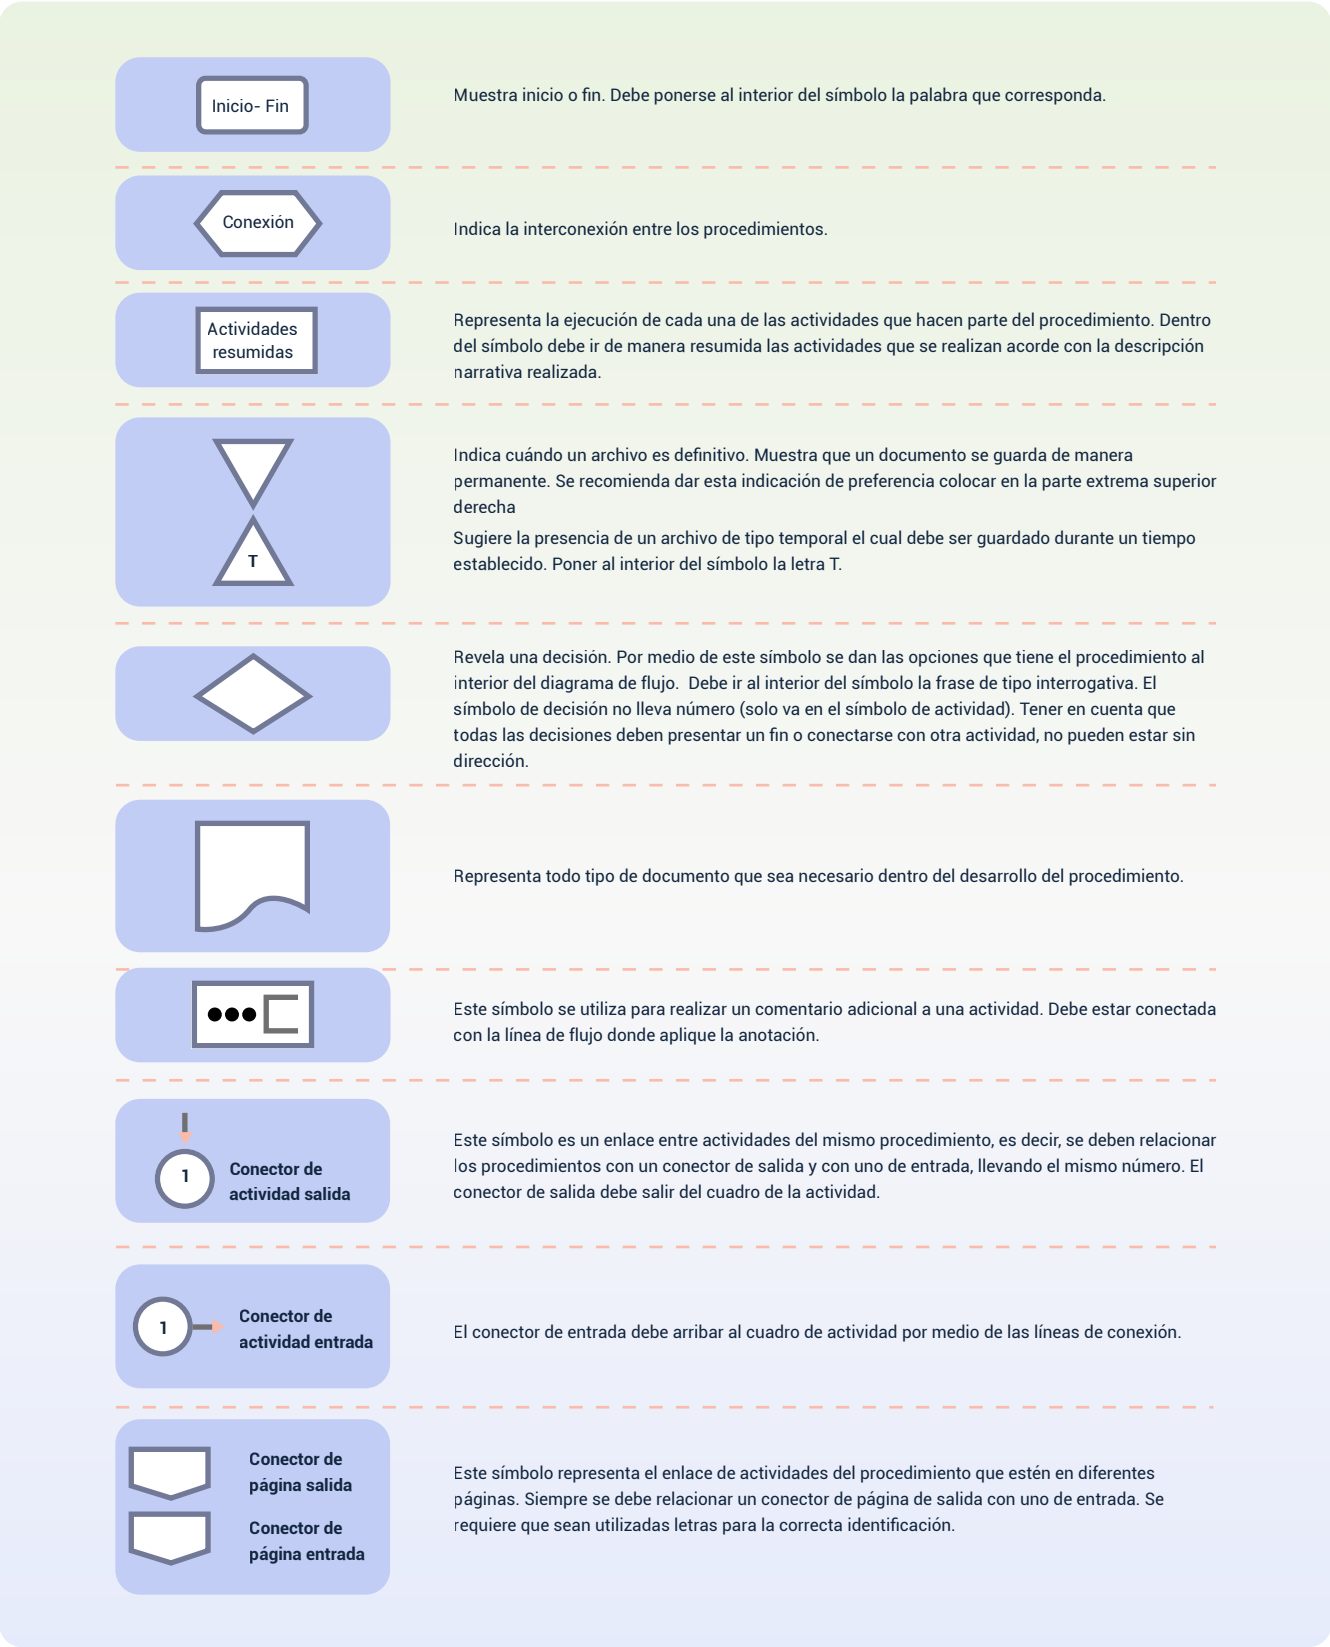 Inicio- Fin
Muestra inicio o fin. Debe ponerse al interior del símbolo la palabra que corresponda.
Conexión
Indica la interconexión entre los procedimientos.
Actividades
resumidas
Representa la ejecución de cada una de las actividades que hacen parte del procedimiento. Dentro
del símbolo debe ir de manera resumida las actividades que se realizan acorde con la descripción
narrativa realizada.
Indica cuándo un archivo es definitivo. Muestra que un documento se guarda de manera
permanente. Se recomienda dar esta indicación de preferencia colocar en la parte extrema superior
derecha
T
Sugiere la presencia de un archivo de tipo temporal el cual debe ser guardado durante un tiempo
establecido. Poner al interior del símbolo la letra T.
Revela una decisión. Por medio de este símbolo se dan las opciones que tiene el procedimiento al
interior del diagrama de flujo.  Debe ir al interior del símbolo la frase de tipo interrogativa. El
símbolo de decisión no lleva número (solo va en el símbolo de actividad). Tener en cuenta que
todas las decisiones deben presentar un fin o conectarse con otra actividad, no pueden estar sin
dirección.
Representa todo tipo de documento que sea necesario dentro del desarrollo del procedimiento.
Este símbolo se utiliza para realizar un comentario adicional a una actividad. Debe estar conectada
con la línea de flujo donde aplique la anotación.
1
Conector de
actividad salida
Este símbolo es un enlace entre actividades del mismo procedimiento, es decir, se deben relacionar
los procedimientos con un conector de salida y con uno de entrada, llevando el mismo número. El
conector de salida debe salir del cuadro de la actividad.
1
Conector de
actividad entrada
El conector de entrada debe arribar al cuadro de actividad por medio de las líneas de conexión.
Conector de
página salida
Conector de
página entrada
Este símbolo representa el enlace de actividades del procedimiento que estén en diferentes
páginas. Siempre se debe relacionar un conector de página de salida con uno de entrada. Se
requiere que sean utilizadas letras para la correcta identificación.